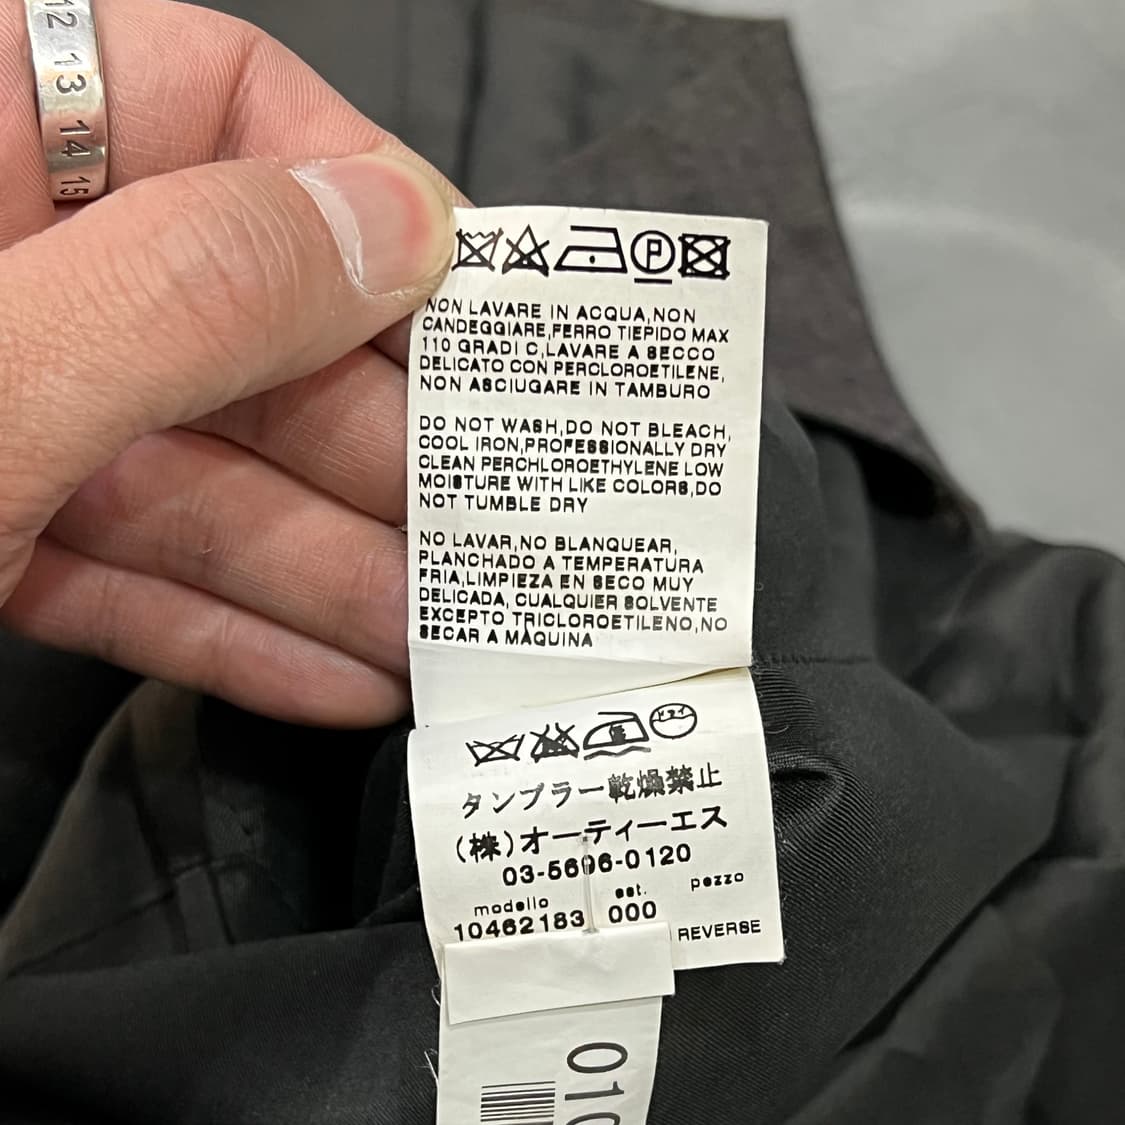 12 13 14 15
P
NON LAVARE IN ACQUA,NON
CANDEGGIARE,FERRO TIEPIDO MAX
110 GRADI C,LAVARE A SECCO
DELICATO CON PERCLOROETILENE,
NON ASCIUGARE IN TAMBURO
DO NOT WASH,DO NOT BLEACH,
COOL IRON,PROFESSIONALLY DRY
CLEAN PERCHLOROETHYLENE LOW
MOISTURE WITH LIKE COLORS,DO
NOT TUMBLE DRY
NO LAVAR,NO BLANQUEAR,
PLANCHADO A TEMPERATURA
FRIA,LIMPIEZA EN SECO MUY
DELICADA, CUALQUIER SOLVENTE
EXCEPTO TRICLOROETILENO,NO
SECAR A MÁQUINA
ドライ
タンブラー乾燥禁止
(株)オーティーエス
03-5696-0120
modello est. pezzo
10462183 000
REVERSE
010